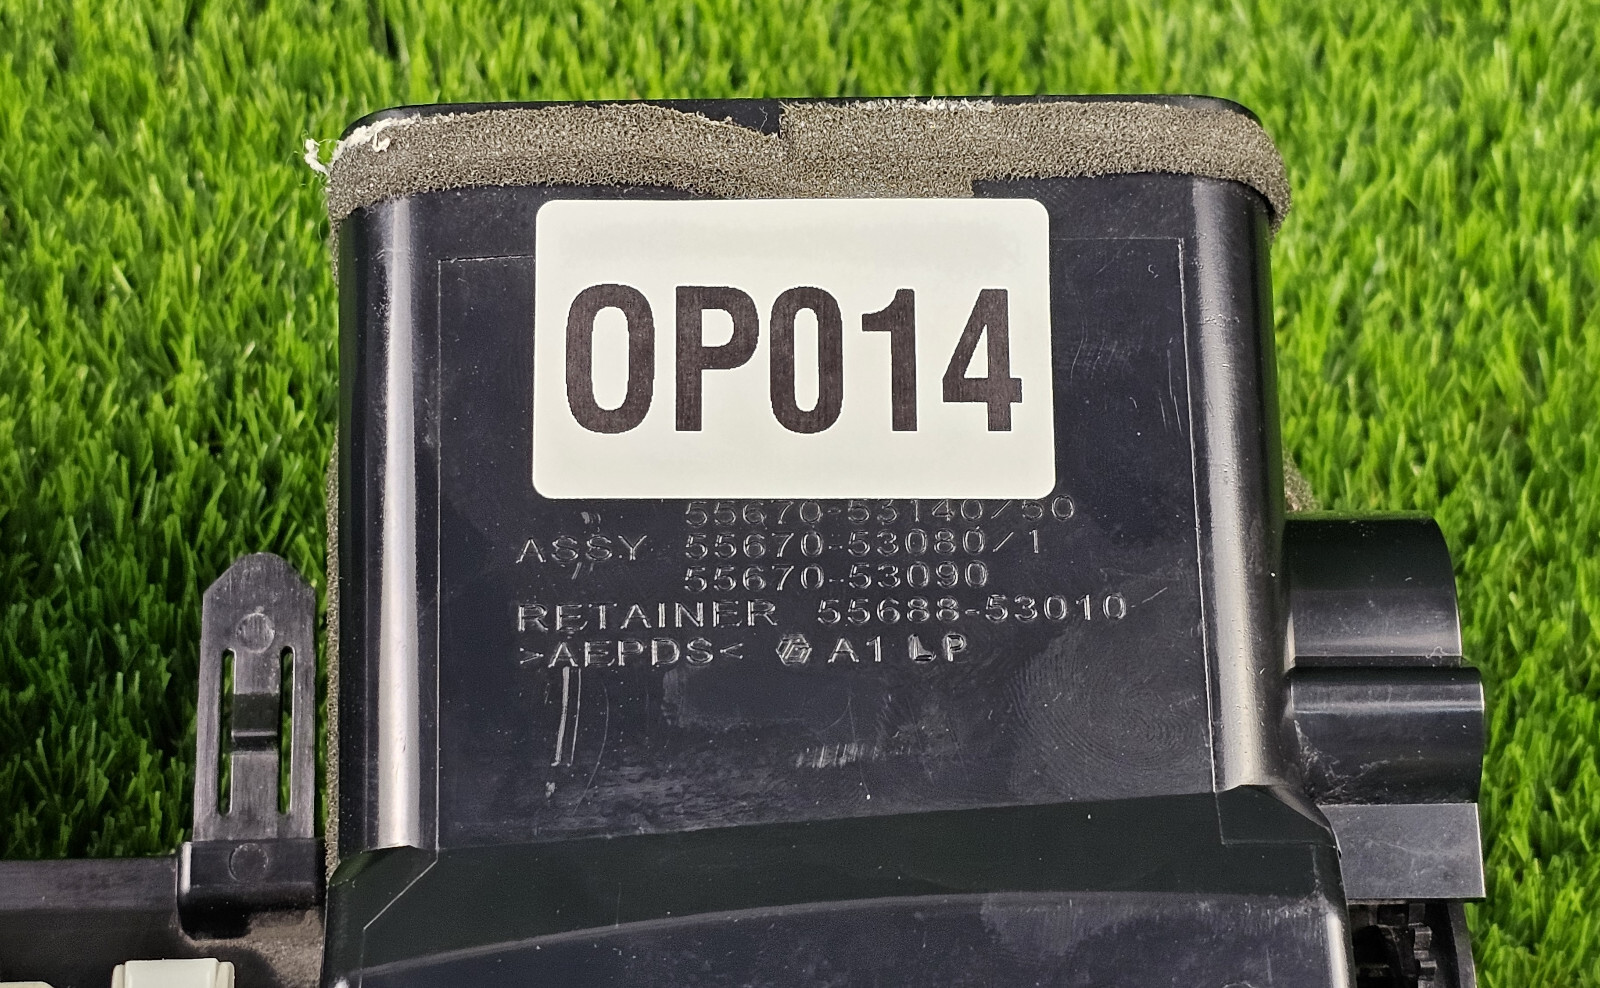 OP014
55670-53140/50
ASSY 55670-53080/1
55670-53090
RETAINER 55688-53010
>AEPDS< A1 LP